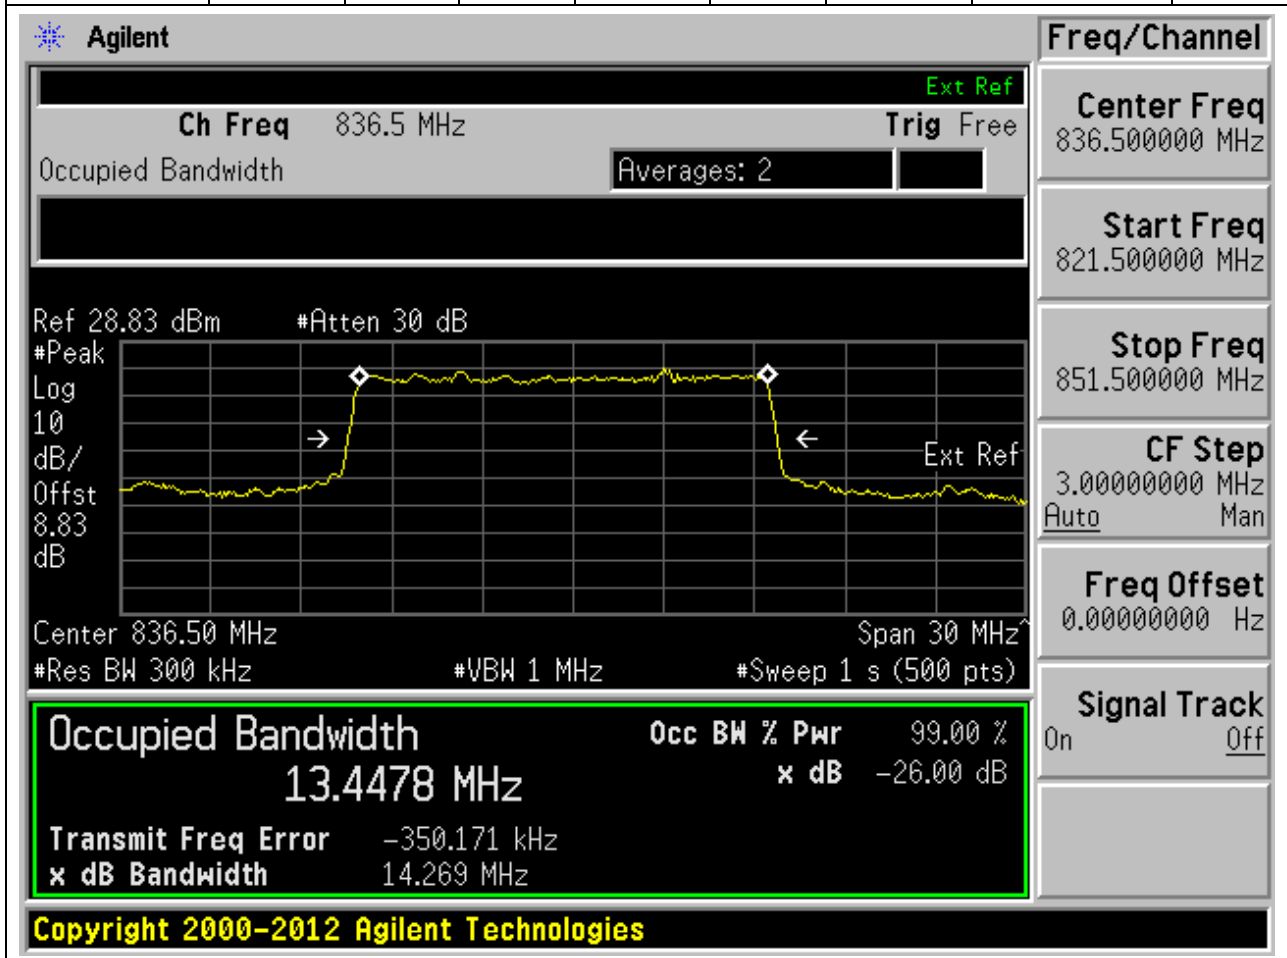 Agilent
Freq/Channel
Ext Ref
Ch Freq 836.5 MHz Trig Free
Occupied Bandwidth Averages: 2
Center Freq
836.500000 MHz
Start Freq
821.500000 MHz
Stop Freq
851.500000 MHz
CF Step
3.00000000 MHz
Auto Man
Freq Offset
0.00000000 Hz
Signal Track
On Off
Ref 28.83 dBm #Atten 30 dB
#Peak
Log
10
dB/
Offst
8.83
dB
Ext Ref
Center 836.50 MHz Span 30 MHz^
#Res BW 300 kHz #VBW 1 MHz #Sweep 1 s (500 pts)
Occupied Bandwidth Occ BW % Pwr 99.00 %
13.4478 MHz x dB -26.00 dB
Transmit Freq Error -350.171 kHz
x dB Bandwidth 14.269 MHz
Copyright 2000-2012 Agilent Technologies